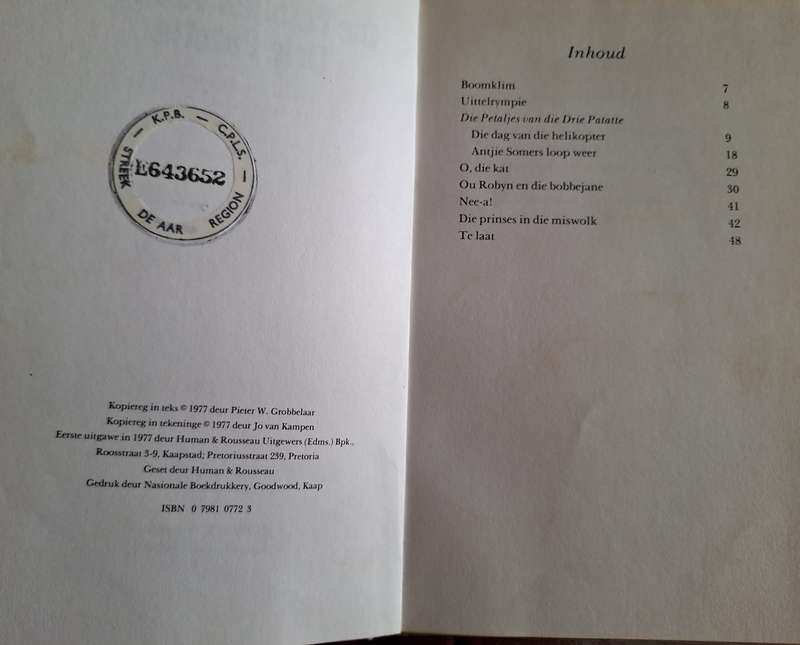 — K.P.B. — C.P.L.S. —
STREEK
E643652
DE AAR REGION
Kopiereg in teks © 1977 deur Pieter W. Grobbelaar
Kopiereg in tekeninge © 1977 deur Jo van Kampen
Eerste uitgawe in 1977 deur Human & Rousseau Uitgewers (Edms.) Bpk.,
Roosstraat 3-9, Kaapstad; Pretoriusstraat 239, Pretoria
Geset deur Human & Rousseau
Gedruk deur Nasionale Boekdrukkery, Goodwood, Kaap
ISBN 0 7981 0772 3
Inhoud
Boomklim 7
Uittelrympie 8
Die Petaljes van die Drie Patatte
Die dag van die helikopter 9
Antjie Somers loop weer 18
O, die kat 29
Ou Robyn en die bobbejane 30
Nee-a! 41
Die prinses in die miswolk 42
Te laat 48